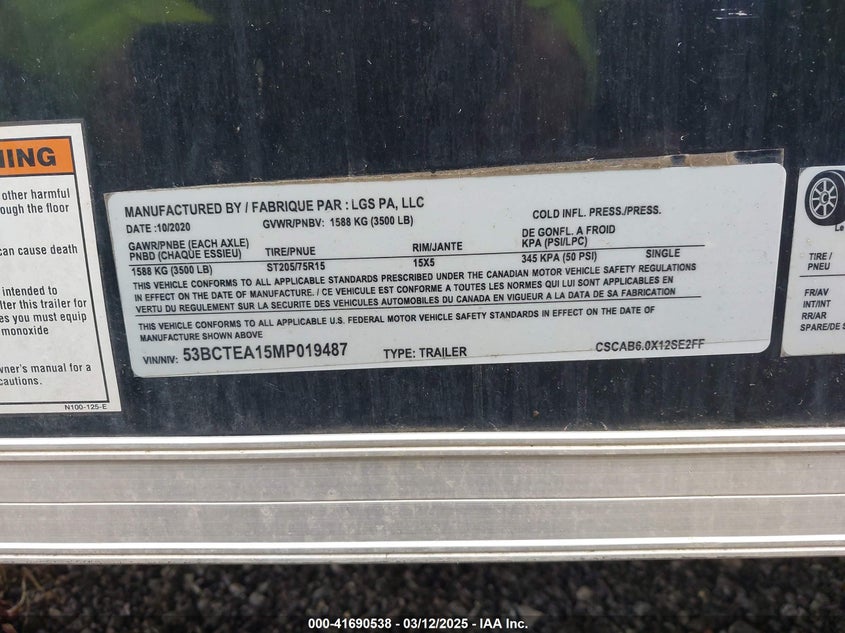 NING
other harmful
rough the floor
can cause death
intended to
fter this trailer for
es you must equip
monoxide
ner's manual for a
cautions.
N100-125-E
MANUFACTURED BY / FABRIQUE PAR : LGS PA, LLC
DATE :10/2020 GVWR/PNBV: 1588 KG (3500 LB) COLD INFL. PRESS./PRESS.
GAWR/PNBE (EACH AXLE) DE GONFL. A FROID
PNBD (CHAQUE ESSIEU) TIRE/PNUE RIM/JANTE KPA (PSI/LPC)
1588 KG (3500 LB) ST205/75R15 15X5 345 KPA (50 PSI) SINGLE
THIS VEHICLE CONFORMS TO ALL APPLICABLE STANDARDS PRESCRIBED UNDER THE CANADIAN MOTOR VEHICLE SAFETY REGULATIONS
IN EFFECT ON THE DATE OF MANUFACTURE. / CE VEHICULE EST CONFORME A TOUTES LES NORMES QUI LUI SONT APPLICABLES EN
VERTU DU REGULEMENT SUR LA SECURITE DES VEHICULES AUTOMOBILES DU CANADA EN VIGUEUR A LA DATA DE SA FABRICATION
THIS VEHICLE CONFORMS TO ALL APPLICABLE U.S. FEDERAL MOTOR VEHICLE SAFETY STANDARDS IN EFFECT ON THE DATE OF
MANUFACTURE SHOWN ABOVE
VIN/NIV: 53BCTEA15MP019487 TYPE: TRAILER CSCAB6.0X12SE2FF
Le
TIRE /
PNEU
FR/AV
INT/INT
RR/AR
SPARE/DE S
000-41690538 - 03/12/2025 - IAA Inc.